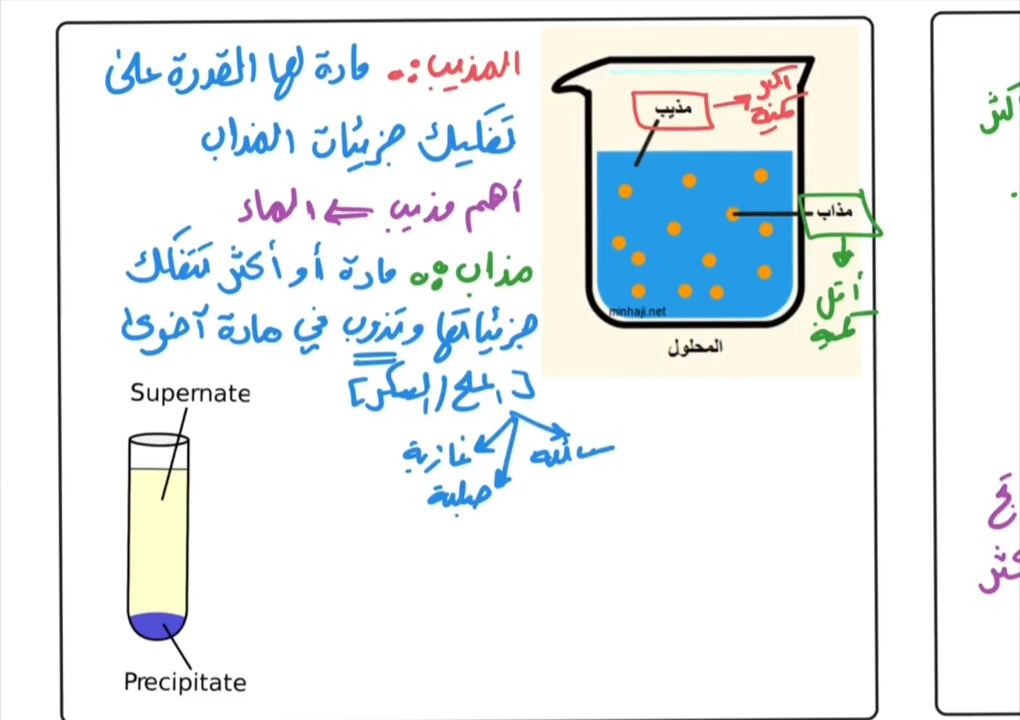 المذيب:. مادة لها القدرة على
تفكيك جزيئات المذاب
أهم مذيب ⇐ الماء
مذاب:. مادة أو أكثر تتفكك
جزيئاتها وتذوب في مادة أخرى
[الملح / السكر]
سائلة
غازية
صلبة
مذيب
أكبر
كمية
مذاب
أقل
كمية
minhaji.net
المحلول
Supernate
Precipitate